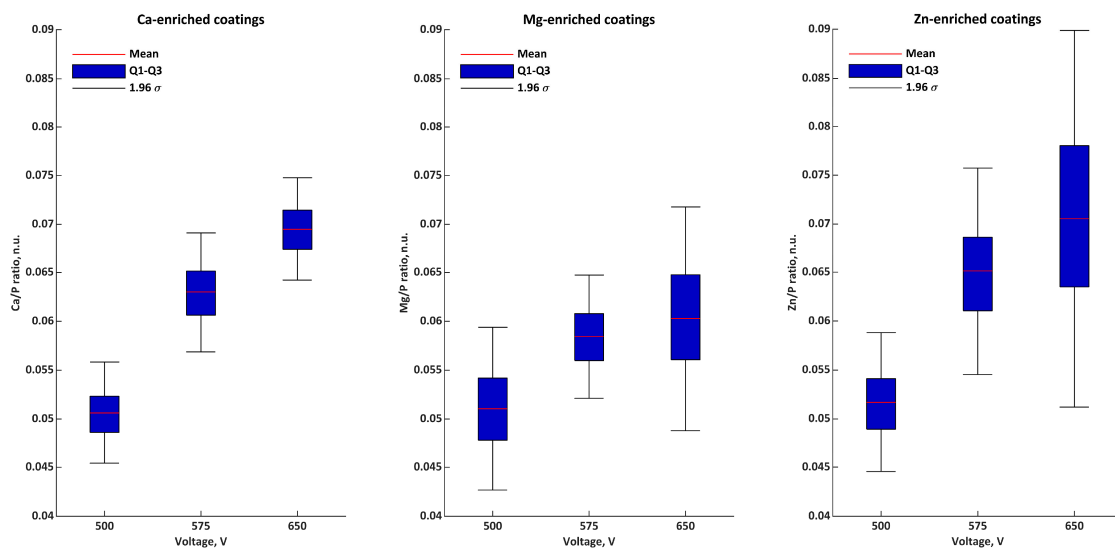 Ca-enriched coatings
0.09
0.085
0.08
0.075
0.07
0.065
0.06
0.055
0.05
0.045
0.04
Ca/P ratio, n.u.
Mean
Q1-Q3
1.96 σ
500 575 650
Voltage, V
Mg-enriched coatings
0.09
0.085
0.08
0.075
0.07
0.065
0.06
0.055
0.05
0.045
0.04
Mg/P ratio, n.u.
Mean
Q1-Q3
1.96 σ
500 575 650
Voltage, V
Zn-enriched coatings
0.09
0.085
0.08
0.075
0.07
0.065
0.06
0.055
0.05
0.045
0.04
Zn/P ratio, n.u.
Mean
Q1-Q3
1.96 σ
500 575 650
Voltage, V